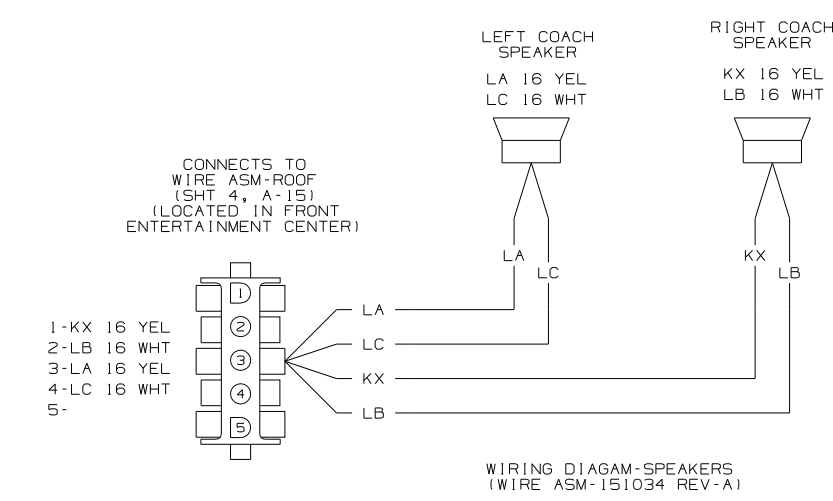 LEFT COACH
SPEAKER
LA 16 YEL
LC 16 WHT
RIGHT COACH
SPEAKER
KX 16 YEL
LB 16 WHT
CONNECTS TO
WIRE ASM-ROOF
(SHT 4, A-15)
(LOCATED IN FRONT
ENTERTAINMENT CENTER)
LA
LC
KX
LB
1
2
3
4
5
1-KX 16 YEL
2-LB 16 WHT
3-LA 16 YEL
4-LC 16 WHT
5-
LA
LC
KX
LB
WIRING DIAGAM-SPEAKERS
(WIRE ASM-151034 REV-A)